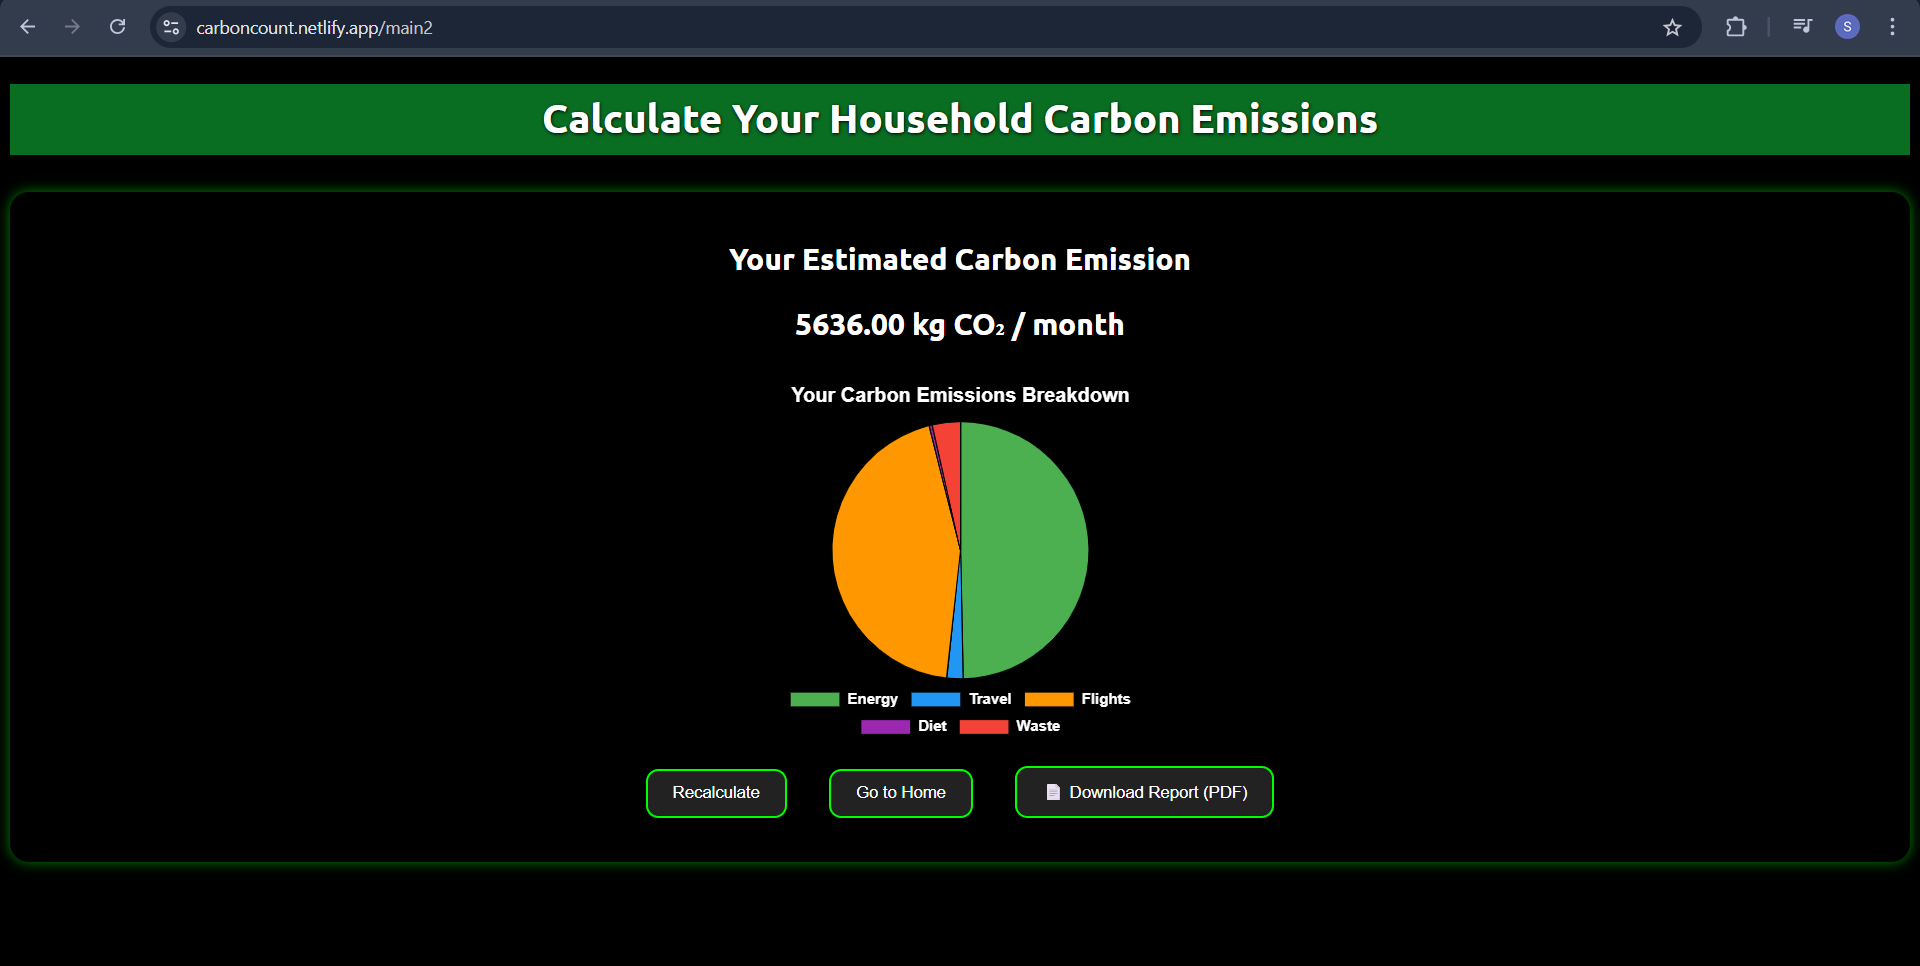 carboncount.netlify.app/main2
S
Calculate Your Household Carbon Emissions
Your Estimated Carbon Emission
5636.00 kg CO₂ / month
Your Carbon Emissions Breakdown
Energy Travel Flights
Diet Waste
Recalculate Go to Home Download Report (PDF)